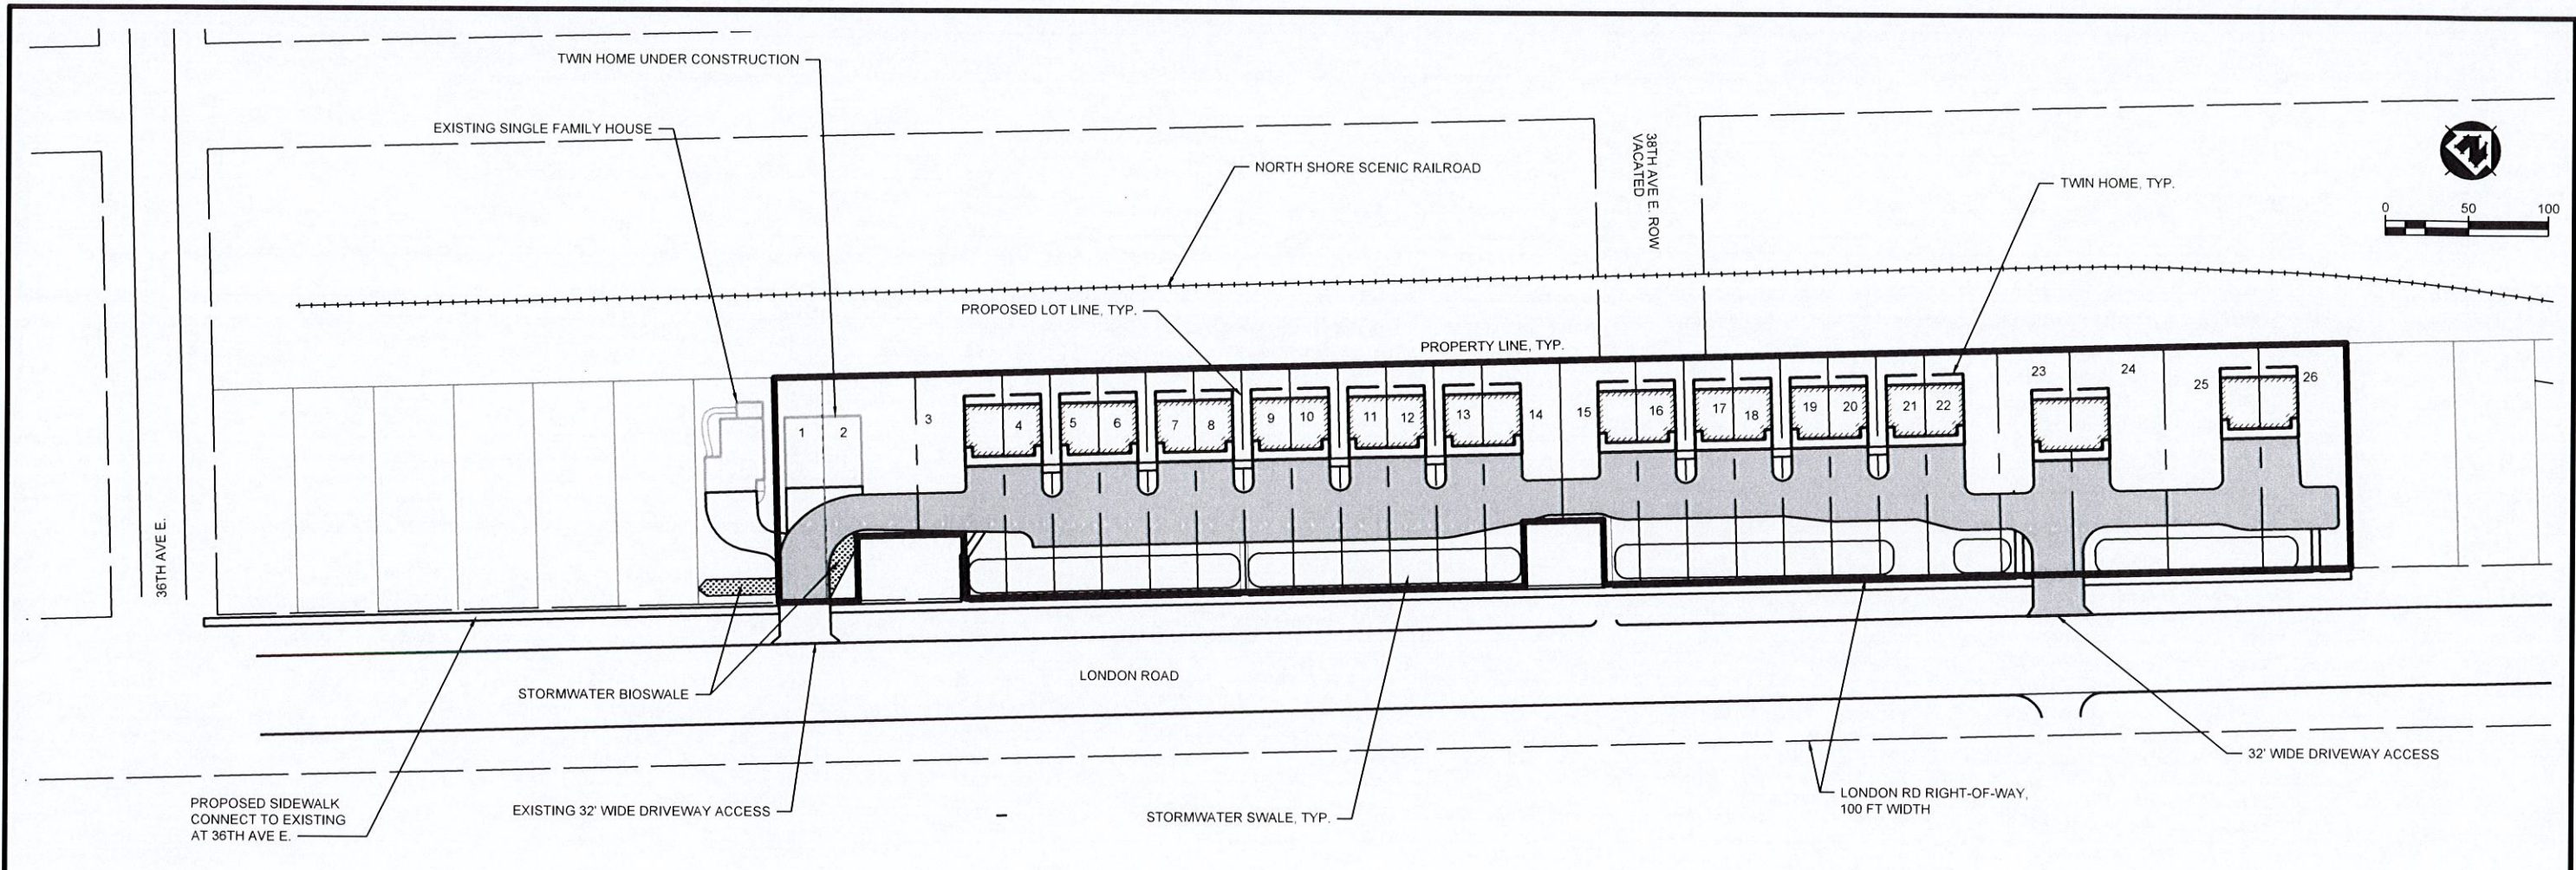 TWIN HOME UNDER CONSTRUCTION
EXISTING SINGLE FAMILY HOUSE
NORTH SHORE SCENIC RAILROAD
38TH AVE E. ROW
VACATED
TWIN HOME, TYP.
N
0 50 100
PROPOSED LOT LINE, TYP.
PROPERTY LINE, TYP.
1 2 3 4 5 6 7 8 9 10 11 12 13 14 15 16 17 18 19 20 21 22 23 24 25 26
36TH AVE E.
LONDON ROAD
STORMWATER BIOSWALE
PROPOSED SIDEWALK
CONNECT TO EXISTING
AT 36TH AVE E.
EXISTING 32' WIDE DRIVEWAY ACCESS
STORMWATER SWALE, TYP.
LONDON RD RIGHT-OF-WAY,
100 FT WIDTH
32' WIDE DRIVEWAY ACCESS